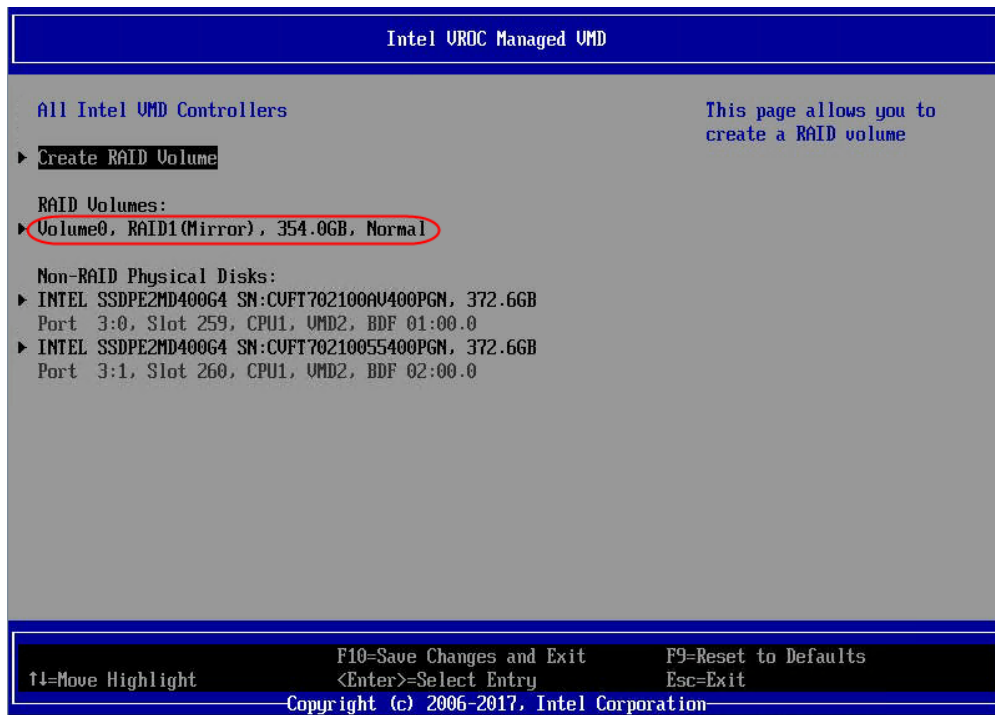 Intel VROC Managed VMD
All Intel VMD Controllers
This page allows you to
create a RAID volume
Create RAID Volume
RAID Volumes:
Volume0, RAID1(Mirror), 354.0GB, Normal
Non-RAID Physical Disks:
INTEL SSDPE2MD400G4 SN:CVFT702100AV400PGN, 372.6GB
Port 3:0, Slot 259, CPU1, VMD2, BDF 01:00.0
INTEL SSDPE2MD400G4 SN:CVFT70210055400PGN, 372.6GB
Port 3:1, Slot 260, CPU1, VMD2, BDF 02:00.0
F10=Save Changes and Exit F9=Reset to Defaults
↑↓=Move Highlight <Enter>=Select Entry Esc=Exit
Copyright (c) 2006-2017, Intel Corporation